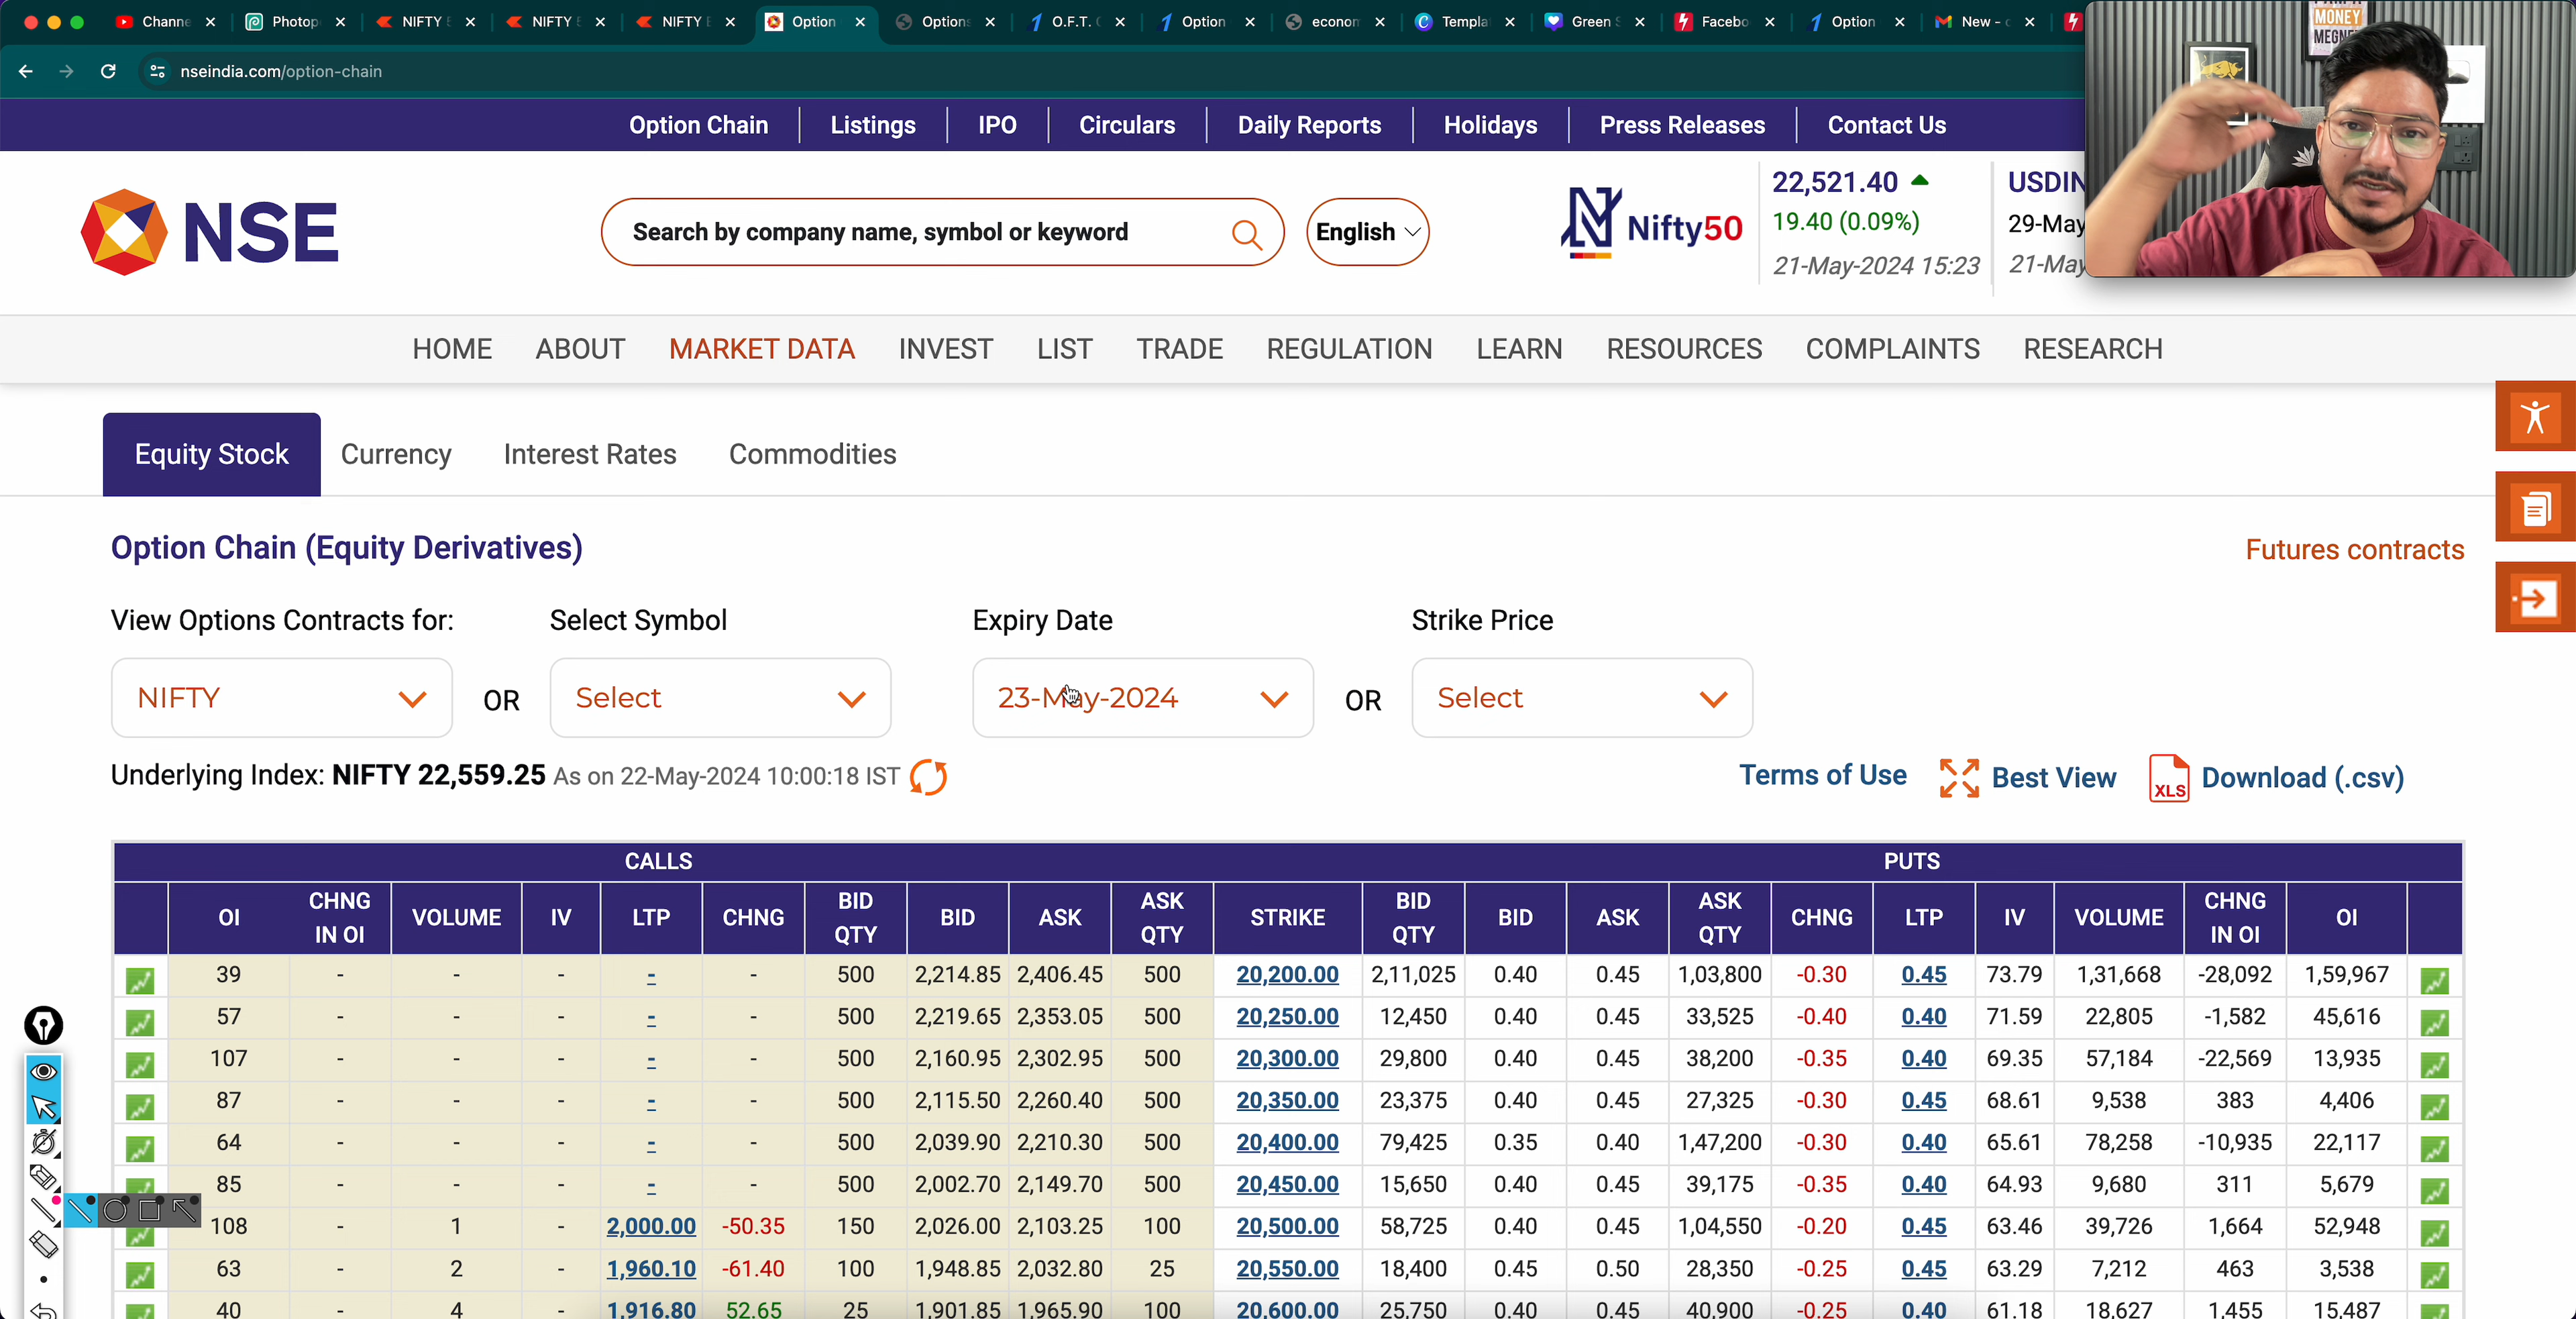 Channe
Photop
NIFTY
NIFTY
NIFTY
Option
Options
O.F.T.
Option
econom
Templa
Green
Facebo
Option
New -
nseindia.com/option-chain
MONEY
Option Chain
Listings
IPO
Circulars
Daily Reports
Holidays
Press Releases
Contact Us
NSE
Search by company name, symbol or keyword
English
Nifty50
22,521.40
19.40 (0.09%)
21-May-2024 15:23
USDIN
29-May
21-May
HOME ABOUT MARKET DATA INVEST LIST TRADE REGULATION LEARN RESOURCES COMPLAINTS RESEARCH
Equity Stock Currency Interest Rates Commodities
Option Chain (Equity Derivatives)
Futures contracts
View Options Contracts for: Select Symbol Expiry Date Strike Price
NIFTY OR Select 23-May-2024 OR Select
Underlying Index: NIFTY 22,559.25 As on 22-May-2024 10:00:18 IST
Terms of Use Best View XLS Download (.csv)
CALLS PUTS
OI CHNG IN OI VOLUME IV LTP CHNG BID QTY BID ASK ASK QTY STRIKE BID QTY BID ASK ASK QTY CHNG LTP IV VOLUME CHNG IN OI OI
39 - - - - - 500 2,214.85 2,406.45 500 20,200.00 2,11,025 0.40 0.45 1,03,800 -0.30 0.45 73.79 1,31,668 -28,092 1,59,967
57 - - - - - 500 2,219.65 2,353.05 500 20,250.00 12,450 0.40 0.45 33,525 -0.40 0.40 71.59 22,805 -1,582 45,616
107 - - - - - 500 2,160.95 2,302.95 500 20,300.00 29,800 0.40 0.45 38,200 -0.35 0.40 69.35 57,184 -22,569 13,935
87 - - - - - 500 2,115.50 2,260.40 500 20,350.00 23,375 0.40 0.45 27,325 -0.30 0.45 68.61 9,538 383 4,406
64 - - - - - 500 2,039.90 2,210.30 500 20,400.00 79,425 0.35 0.40 1,47,200 -0.30 0.40 65.61 78,258 -10,935 22,117
85 - - - - - 500 2,002.70 2,149.70 500 20,450.00 15,650 0.40 0.45 39,175 -0.35 0.40 64.93 9,680 311 5,679
108 - 1 - 2,000.00 -50.35 150 2,026.00 2,103.25 100 20,500.00 58,725 0.40 0.45 1,04,550 -0.20 0.45 63.46 39,726 1,664 52,948
63 - 2 - 1,960.10 -61.40 100 1,948.85 2,032.80 25 20,550.00 18,400 0.45 0.50 28,350 -0.25 0.45 63.29 7,212 463 3,538
40 - 4 - 1,916.80 52.65 25 1,901.85 1,965.90 100 20,600.00 25,750 0.40 0.45 40,900 -0.25 0.40 61.18 18,627 1,455 15,487